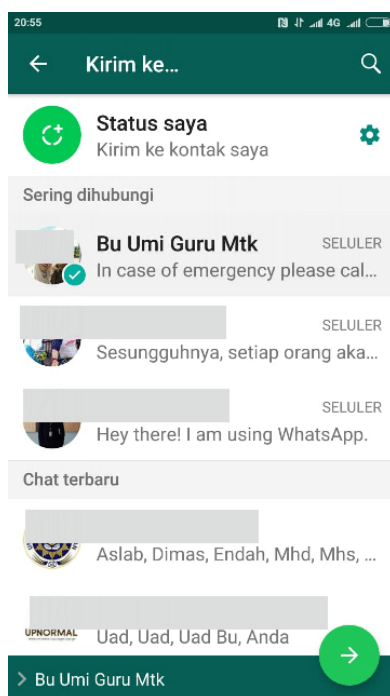 20:55
4G
Kirim ke...
Status saya
Kirim ke kontak saya
Sering dihubungi
Bu Umi Guru Mtk SELULER
In case of emergency please cal...
SELULER
Sesungguhnya, setiap orang aka...
SELULER
Hey there! I am using WhatsApp.
Chat terbaru
Aslab, Dimas, Endah, Mhd, Mhs, ...
UPNORMAL
Uad, Uad, Uad Bu, Anda
Bu Umi Guru Mtk